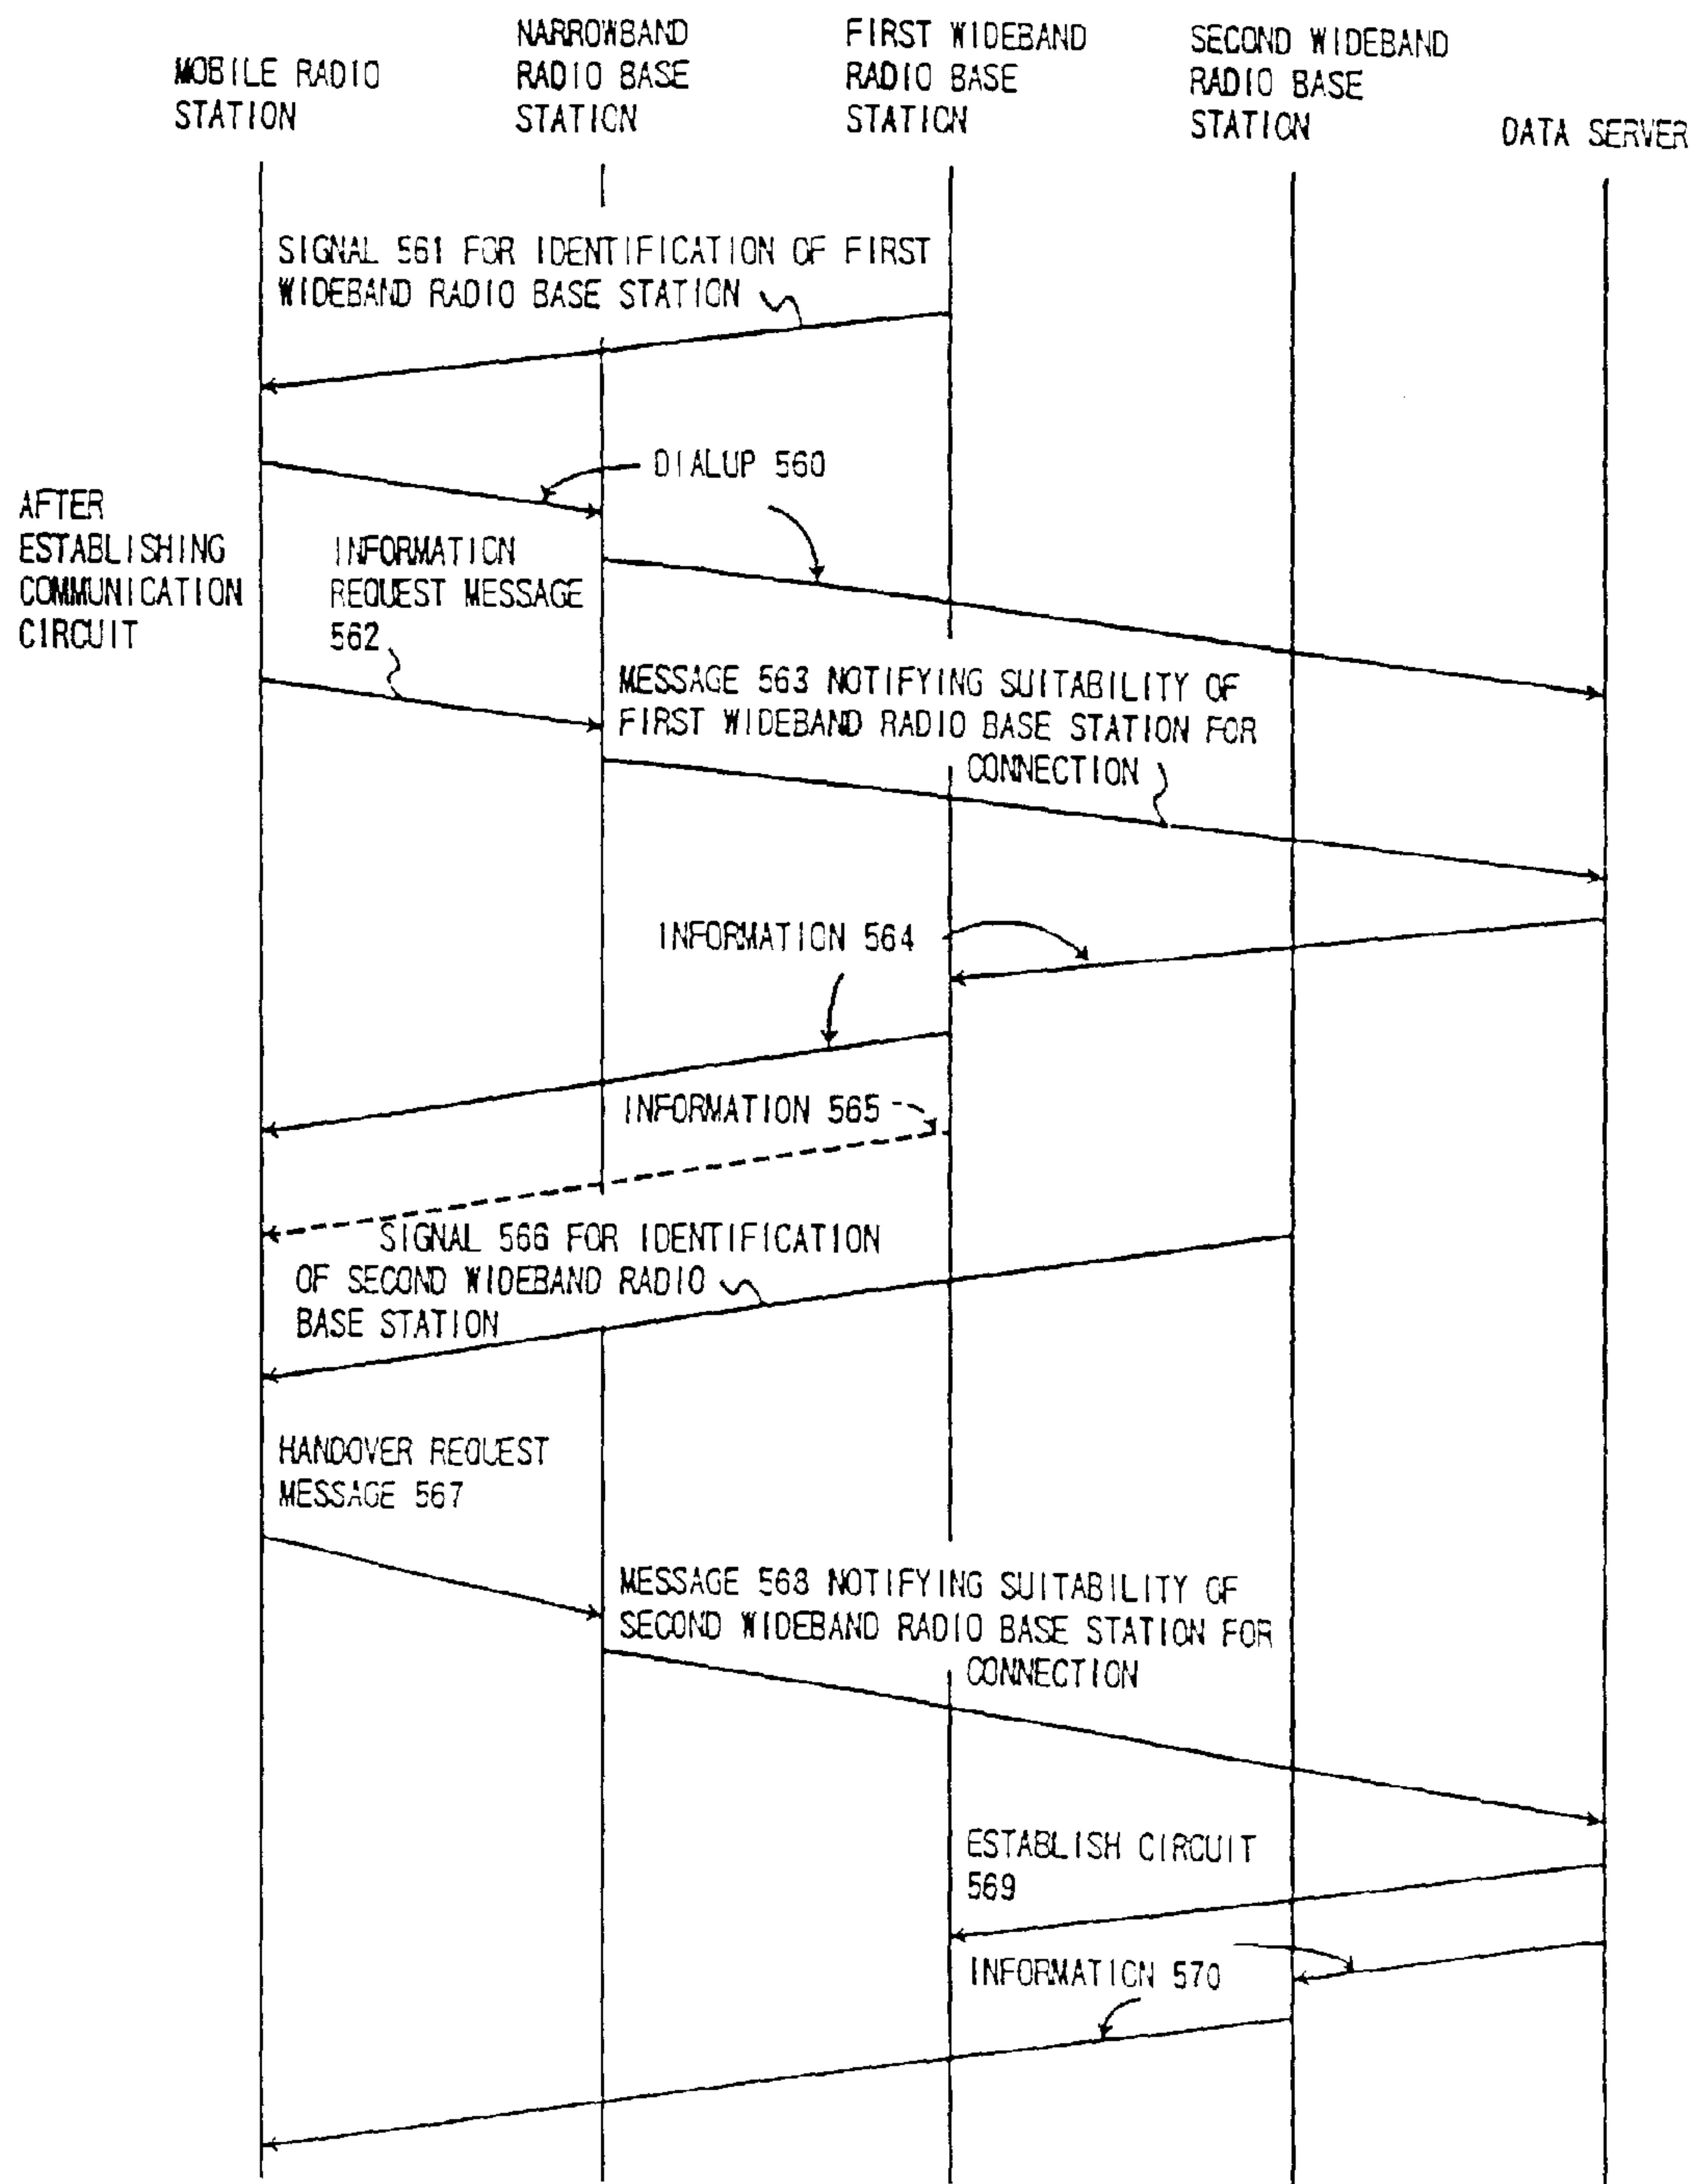 MOBILE RADIO
STATION
NARROWBAND
RADIO BASE
STATION
FIRST WIDEBAND
RADIO BASE
STATION
SECOND WIDEBAND
RADIO BASE
STATION
DATA SERVER
SIGNAL 561 FOR IDENTIFICATION OF FIRST
WIDEBAND RADIO BASE STATION
DIALUP 560
AFTER
ESTABLISHING
COMMUNICATION
CIRCUIT
INFORMATION
REQUEST MESSAGE
562
MESSAGE 563 NOTIFYING SUITABILITY OF
FIRST WIDEBAND RADIO BASE STATION FOR
CONNECTION
INFORMATION 564
INFORMATION 565
SIGNAL 566 FOR IDENTIFICATION
OF SECOND WIDEBAND RADIO
BASE STATION
HANDOVER REQUEST
MESSAGE 567
MESSAGE 568 NOTIFYING SUITABILITY OF
SECOND WIDEBAND RADIO BASE STATION FOR
CONNECTION
ESTABLISH CIRCUIT
569
INFORMATION 570